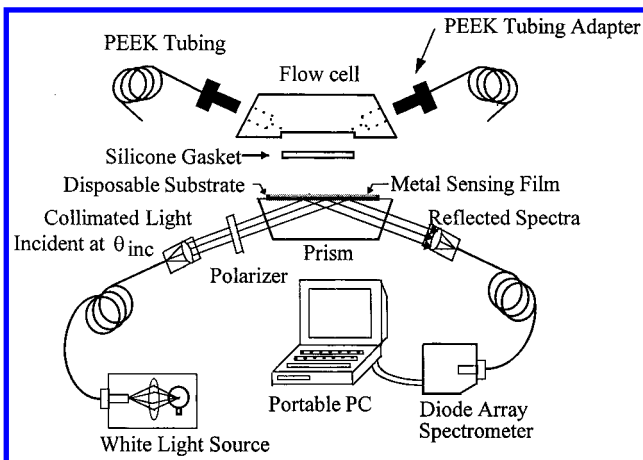 PEEK Tubing
PEEK Tubing Adapter
Flow cell
Silicone Gasket
Disposable Substrate
Metal Sensing Film
Collimated Light
Incident at θinc
Reflected Spectra
Polarizer
Prism
Portable PC
Diode Array
Spectrometer
White Light Source